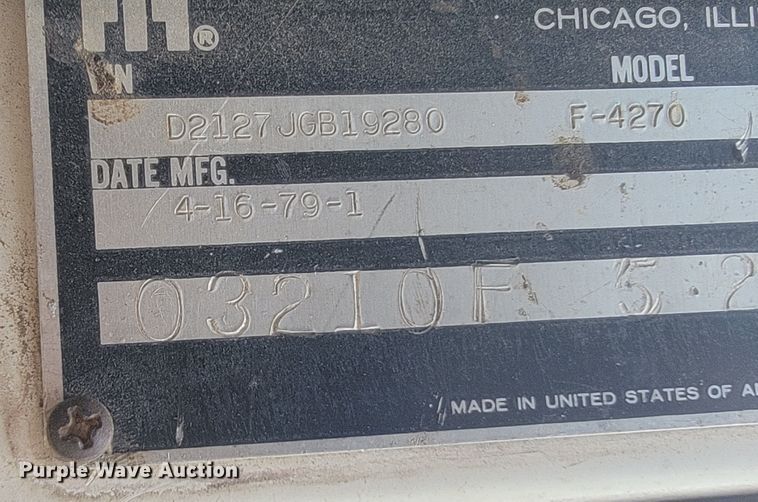 ®
CHICAGO, ILLI
VIN MODEL
D2127JGB19280 F-4270
DATE MFG.
4-16-79-1
03210F 5.2
MADE IN UNITED STATES OF A
Purple Wave Auction